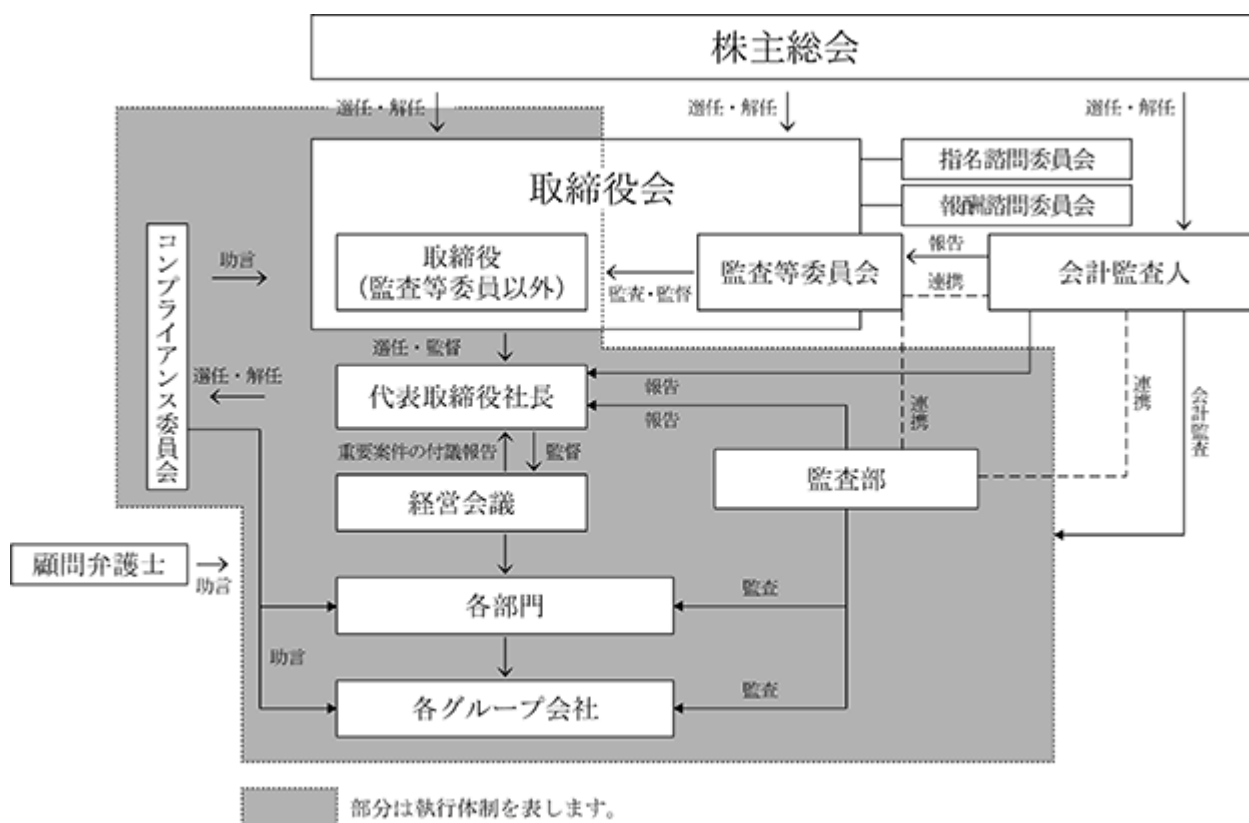 株主総会
選任・解任
選任・解任
選任・解任
取締役会
指名諮問委員会
報酬諮問委員会
コンプライアンス委員会
助言
取締役
（監査等委員以外）
監査・監督
監査等委員会
報告
連携
会計監査人
選任・監督
選任・解任
代表取締役社長
報告
報告
連携
連携
会計監査
重要案件の付議報告
監督
経営会議
監査部
顧問弁護士
助言
各部門
監査
助言
各グループ会社
監査
部分は執行体制を表します。